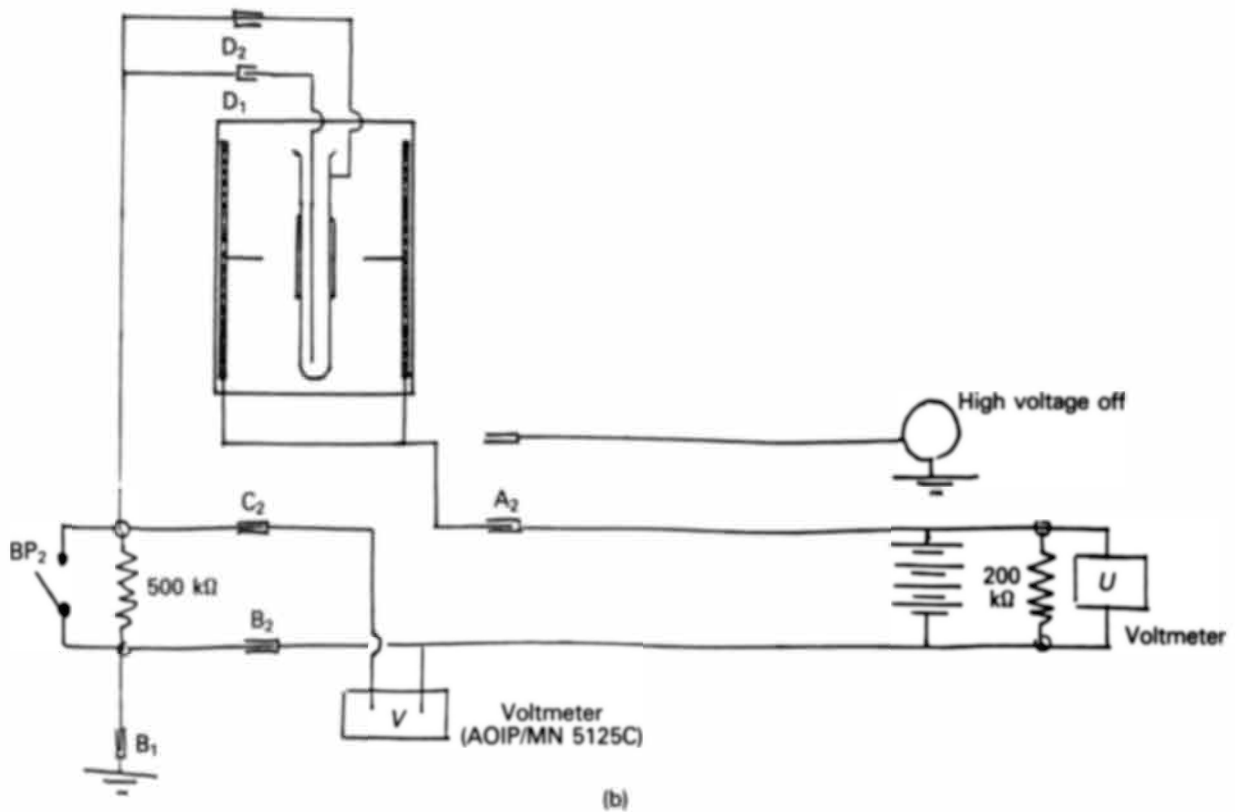 D₂
D₁
High voltage off
C₂
A₂
BP₂
500 kΩ
200
kΩ
U
B₂
Voltmeter
V
Voltmeter
(AOIP/MN 5125C)
B₁
(b)